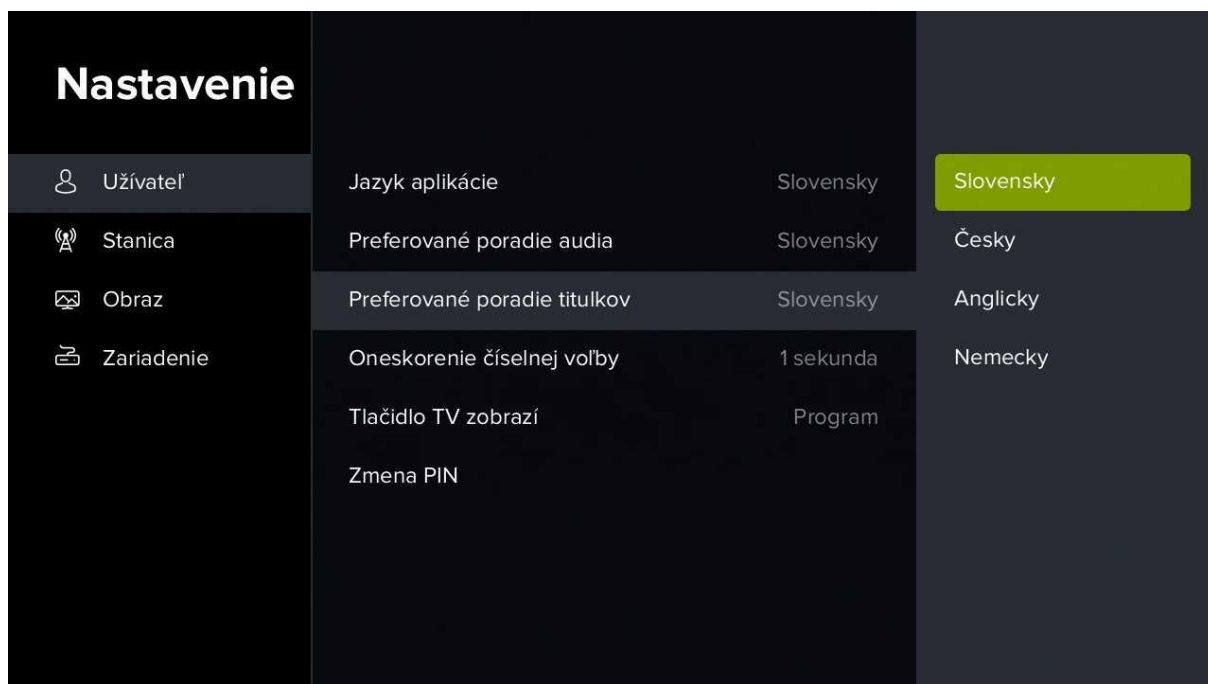 Nastavenie
Užívateľ
Stanica
Obraz
Zariadenie
Jazyk aplikácie Slovensky
Preferované poradie audia Slovensky
Preferované poradie titulkov Slovensky
Oneskorenie číselnej voľby 1 sekunda
Tlačidlo TV zobrazí Program
Zmena PIN
Slovensky
Česky
Anglicky
Nemecky